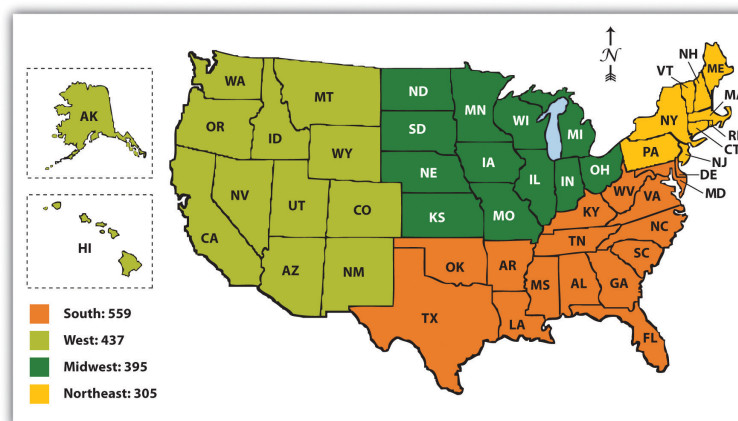 NH
ME
VT
WA
MT
ND
MN
AK
OR
ID
SD
WI
MI
NY
MA
RI
CT
WY
IA
PA
NJ
NE
OH
DE
NV
UT
CO
IL
IN
WV
VA
MD
CA
KS
MO
KY
HI
AZ
NM
OK
AR
TN
NC
SC
MS
AL
GA
TX
LA
FL
N
South: 559
West: 437
Midwest: 395
Northeast: 305